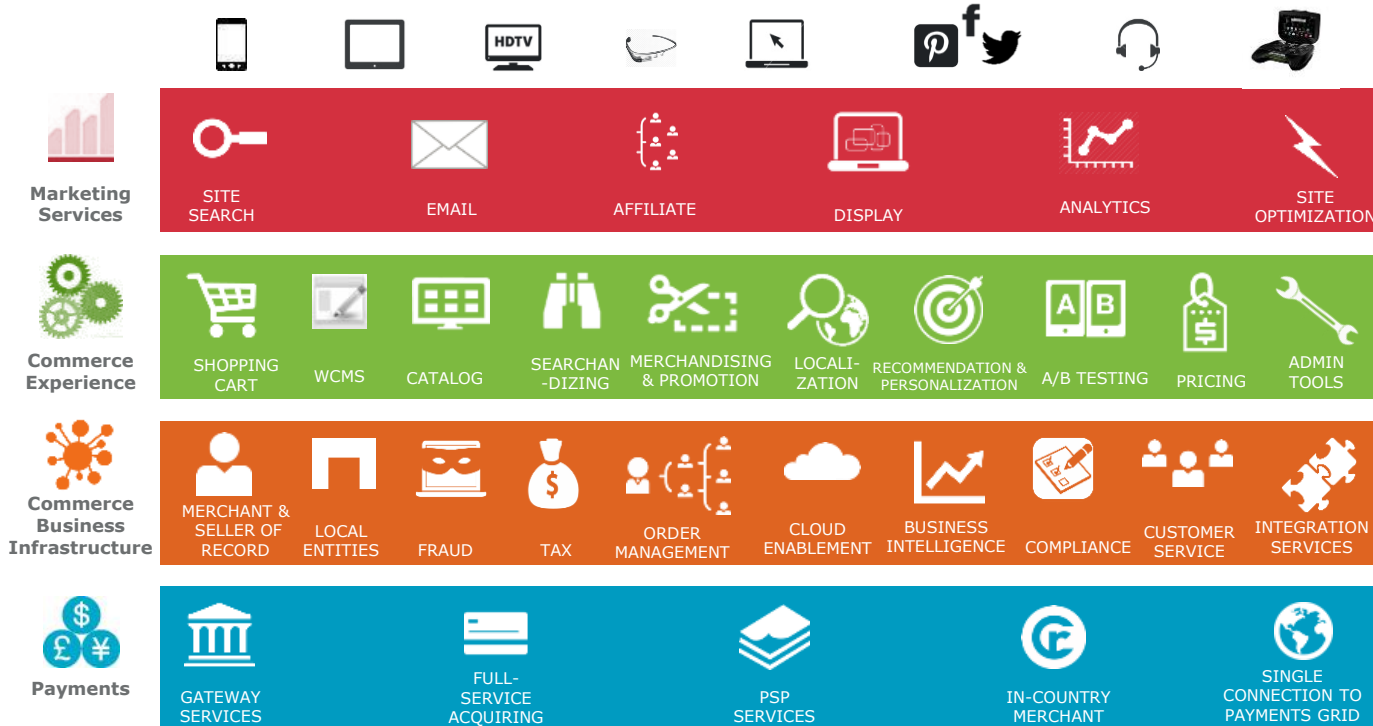 HDTV
Marketing
Services
SITE
SEARCH
EMAIL
AFFILIATE
DISPLAY
ANALYTICS
SITE
OPTIMIZATION
Commerce
Experience
SHOPPING
CART
WCMS
CATALOG
SEARCHAN
-DIZING
MERCHANDISING
& PROMOTION
LOCALI-
ZATION
RECOMMENDATION &
PERSONALIZATION
A B
A/B TESTING
$
PRICING
ADMIN
TOOLS
Commerce
Business
Infrastructure
MERCHANT &
SELLER OF
RECORD
LOCAL
ENTITIES
FRAUD
$
TAX
ORDER
MANAGEMENT
CLOUD
ENABLEMENT
BUSINESS
INTELLIGENCE
COMPLIANCE
CUSTOMER
SERVICE
INTEGRATION
SERVICES
$
£ ¥
Payments
GATEWAY
SERVICES
FULL-
SERVICE
ACQUIRING
PSP
SERVICES
IN-COUNTRY
MERCHANT
SINGLE
CONNECTION TO
PAYMENTS GRID